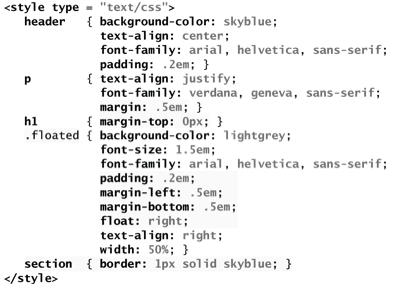 <style type = "text/css">
header { background-color: skyblue;
text-align: center;
font-family: arial, helvetica, sans-serif;
padding: .2em; }
p { text-align: justify;
font-family: verdana, geneva, sans-serif;
margin: .5em; }
h1 { margin-top: 0px; }
.floated { background-color: lightgrey;
font-size: 1.5em;
font-family: arial, helvetica, sans-serif;
padding: .2em;
margin-left: .5em;
margin-bottom: .5em;
float: right;
text-align: right;
width: 50%; }
section { border: 1px solid skyblue; }
</style>